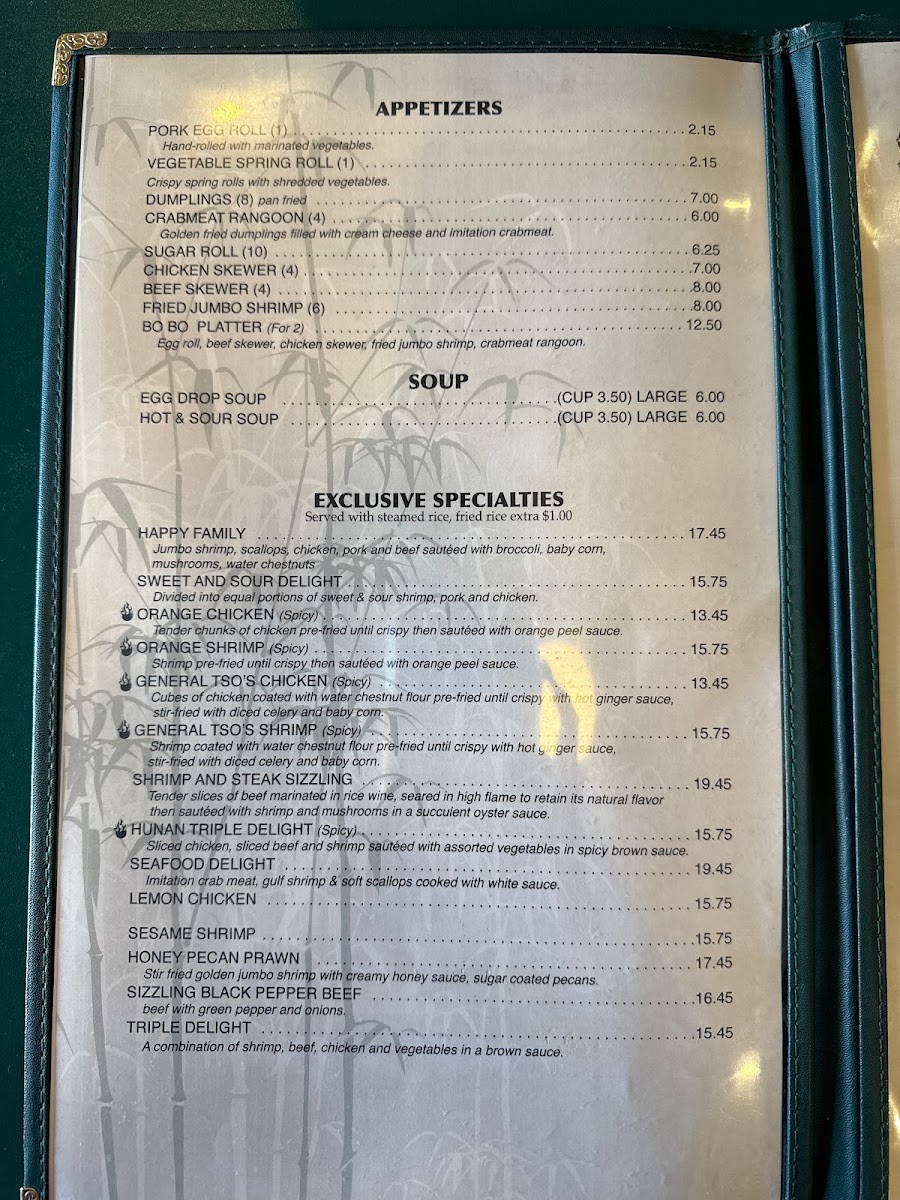 APPETIZERS
PORK EGG ROLL (1) 2.15
Hand-rolled with marinated vegetables.
VEGETABLE SPRING ROLL (1) 2.15
Crispy spring rolls with shredded vegetables.
DUMPLINGS (8) pan fried 7.00
CRABMEAT RANGOON (4) 6.00
Golden fried dumplings filled with cream cheese and imitation crabmeat.
SUGAR ROLL (10) 6.25
CHICKEN SKEWER (4) 7.00
BEEF SKEWER (4) 8.00
FRIED JUMBO SHRIMP (6) 8.00
BO BO PLATTER (For 2) 12.50
Egg roll, beef skewer, chicken skewer, fried jumbo shrimp, crabmeat rangoon.
SOUP
EGG DROP SOUP (CUP 3.50) LARGE 6.00
HOT & SOUR SOUP (CUP 3.50) LARGE 6.00
EXCLUSIVE SPECIALTIES
Served with steamed rice, fried rice extra $1.00
HAPPY FAMILY 17.45
Jumbo shrimp, scallops, chicken, pork and beef sautéed with broccoli, baby corn,
mushrooms, water chestnuts
SWEET AND SOUR DELIGHT 15.75
Divided into equal portions of sweet & sour shrimp, pork and chicken.
ORANGE CHICKEN (Spicy) 13.45
Tender chunks of chicken pre-fried until crispy then sautéed with orange peel sauce.
ORANGE SHRIMP (Spicy) 15.75
Shrimp pre-fried until crispy then sautéed with orange peel sauce.
GENERAL TSO'S CHICKEN (Spicy) 13.45
Cubes of chicken coated with water chestnut flour pre-fried until crispy with hot ginger sauce,
stir-fried with diced celery and baby corn.
GENERAL TSO'S SHRIMP (Spicy) 15.75
Shrimp coated with water chestnut flour pre-fried until crispy with hot ginger sauce,
stir-fried with diced celery and baby corn.
SHRIMP AND STEAK SIZZLING 19.45
Tender slices of beef marinated in rice wine, seared in high flame to retain its natural flavor
then sautéed with shrimp and mushrooms in a succulent oyster sauce.
HUNAN TRIPLE DELIGHT (Spicy) 15.75
Sliced chicken, sliced beef and shrimp sautéed with assorted vegetables in spicy brown sauce.
SEAFOOD DELIGHT 19.45
Imitation crab meat, gulf shrimp & soft scallops cooked with white sauce.
LEMON CHICKEN 15.75
SESAME SHRIMP 15.75
HONEY PECAN PRAWN 17.45
Stir fried golden jumbo shrimp with creamy honey sauce, sugar coated pecans.
SIZZLING BLACK PEPPER BEEF 16.45
beef with green pepper and onions.
TRIPLE DELIGHT 15.45
A combination of shrimp, beef, chicken and vegetables in a brown sauce.